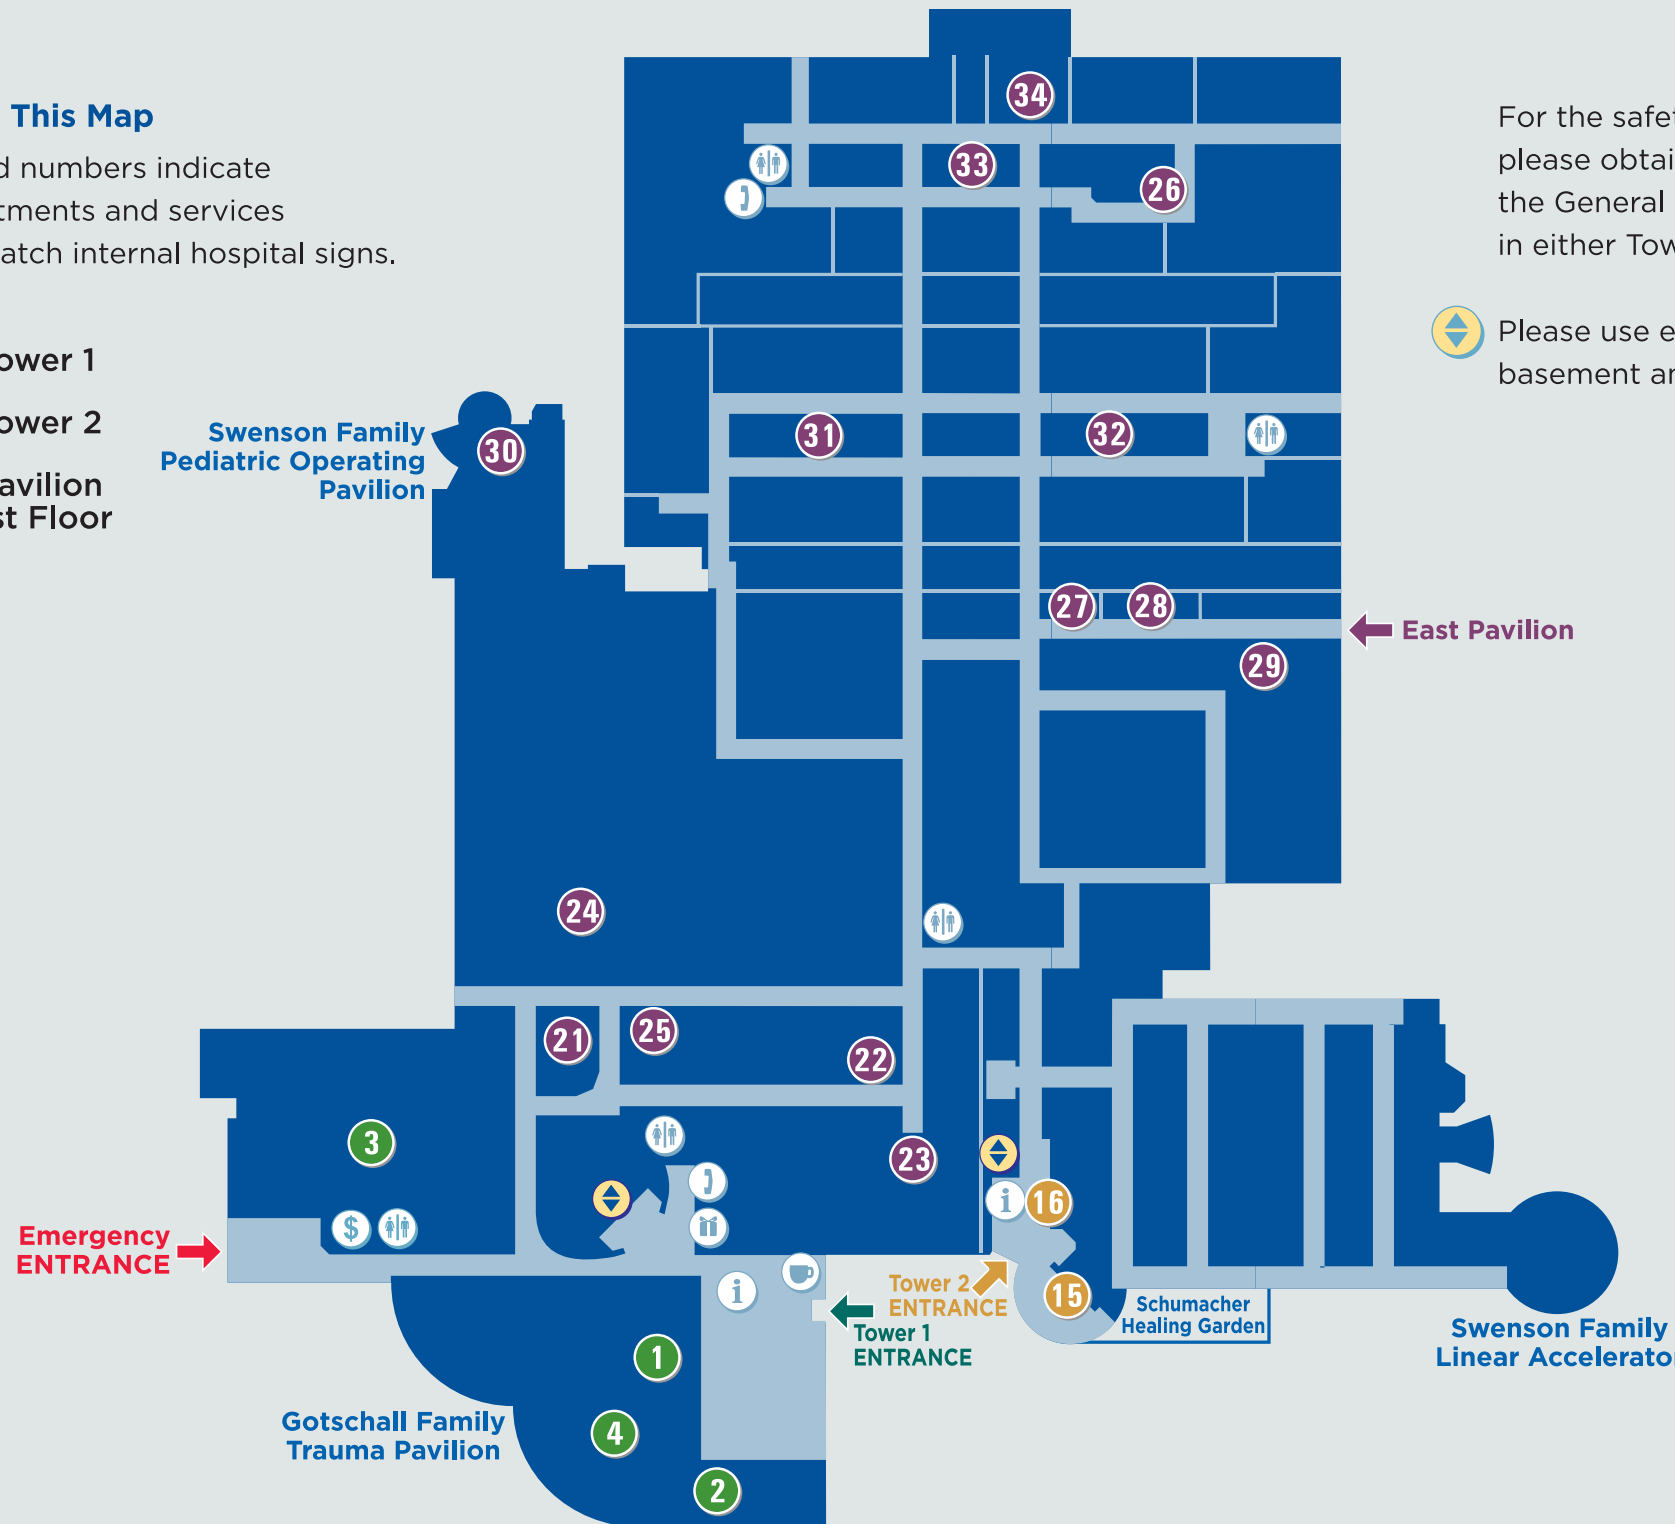 This Map
d numbers indicate
tments and services
atch internal hospital signs.
ower 1
ower 2
avilion
st Floor
For the safet
please obtai
the General
in either Tow
Please use e
basement an
34
33
26
Swenson Family
Pediatric Operating
Pavilion
30
31
32
27
28
East Pavilion
29
24
21
25
22
3
23
i
16
$
Emergency
ENTRANCE
i
Tower 2
ENTRANCE
15
Schumacher
Healing Garden
Tower 1
ENTRANCE
Swenson Family
Linear Accelerator
1
Gotschall Family
Trauma Pavilion
4
2